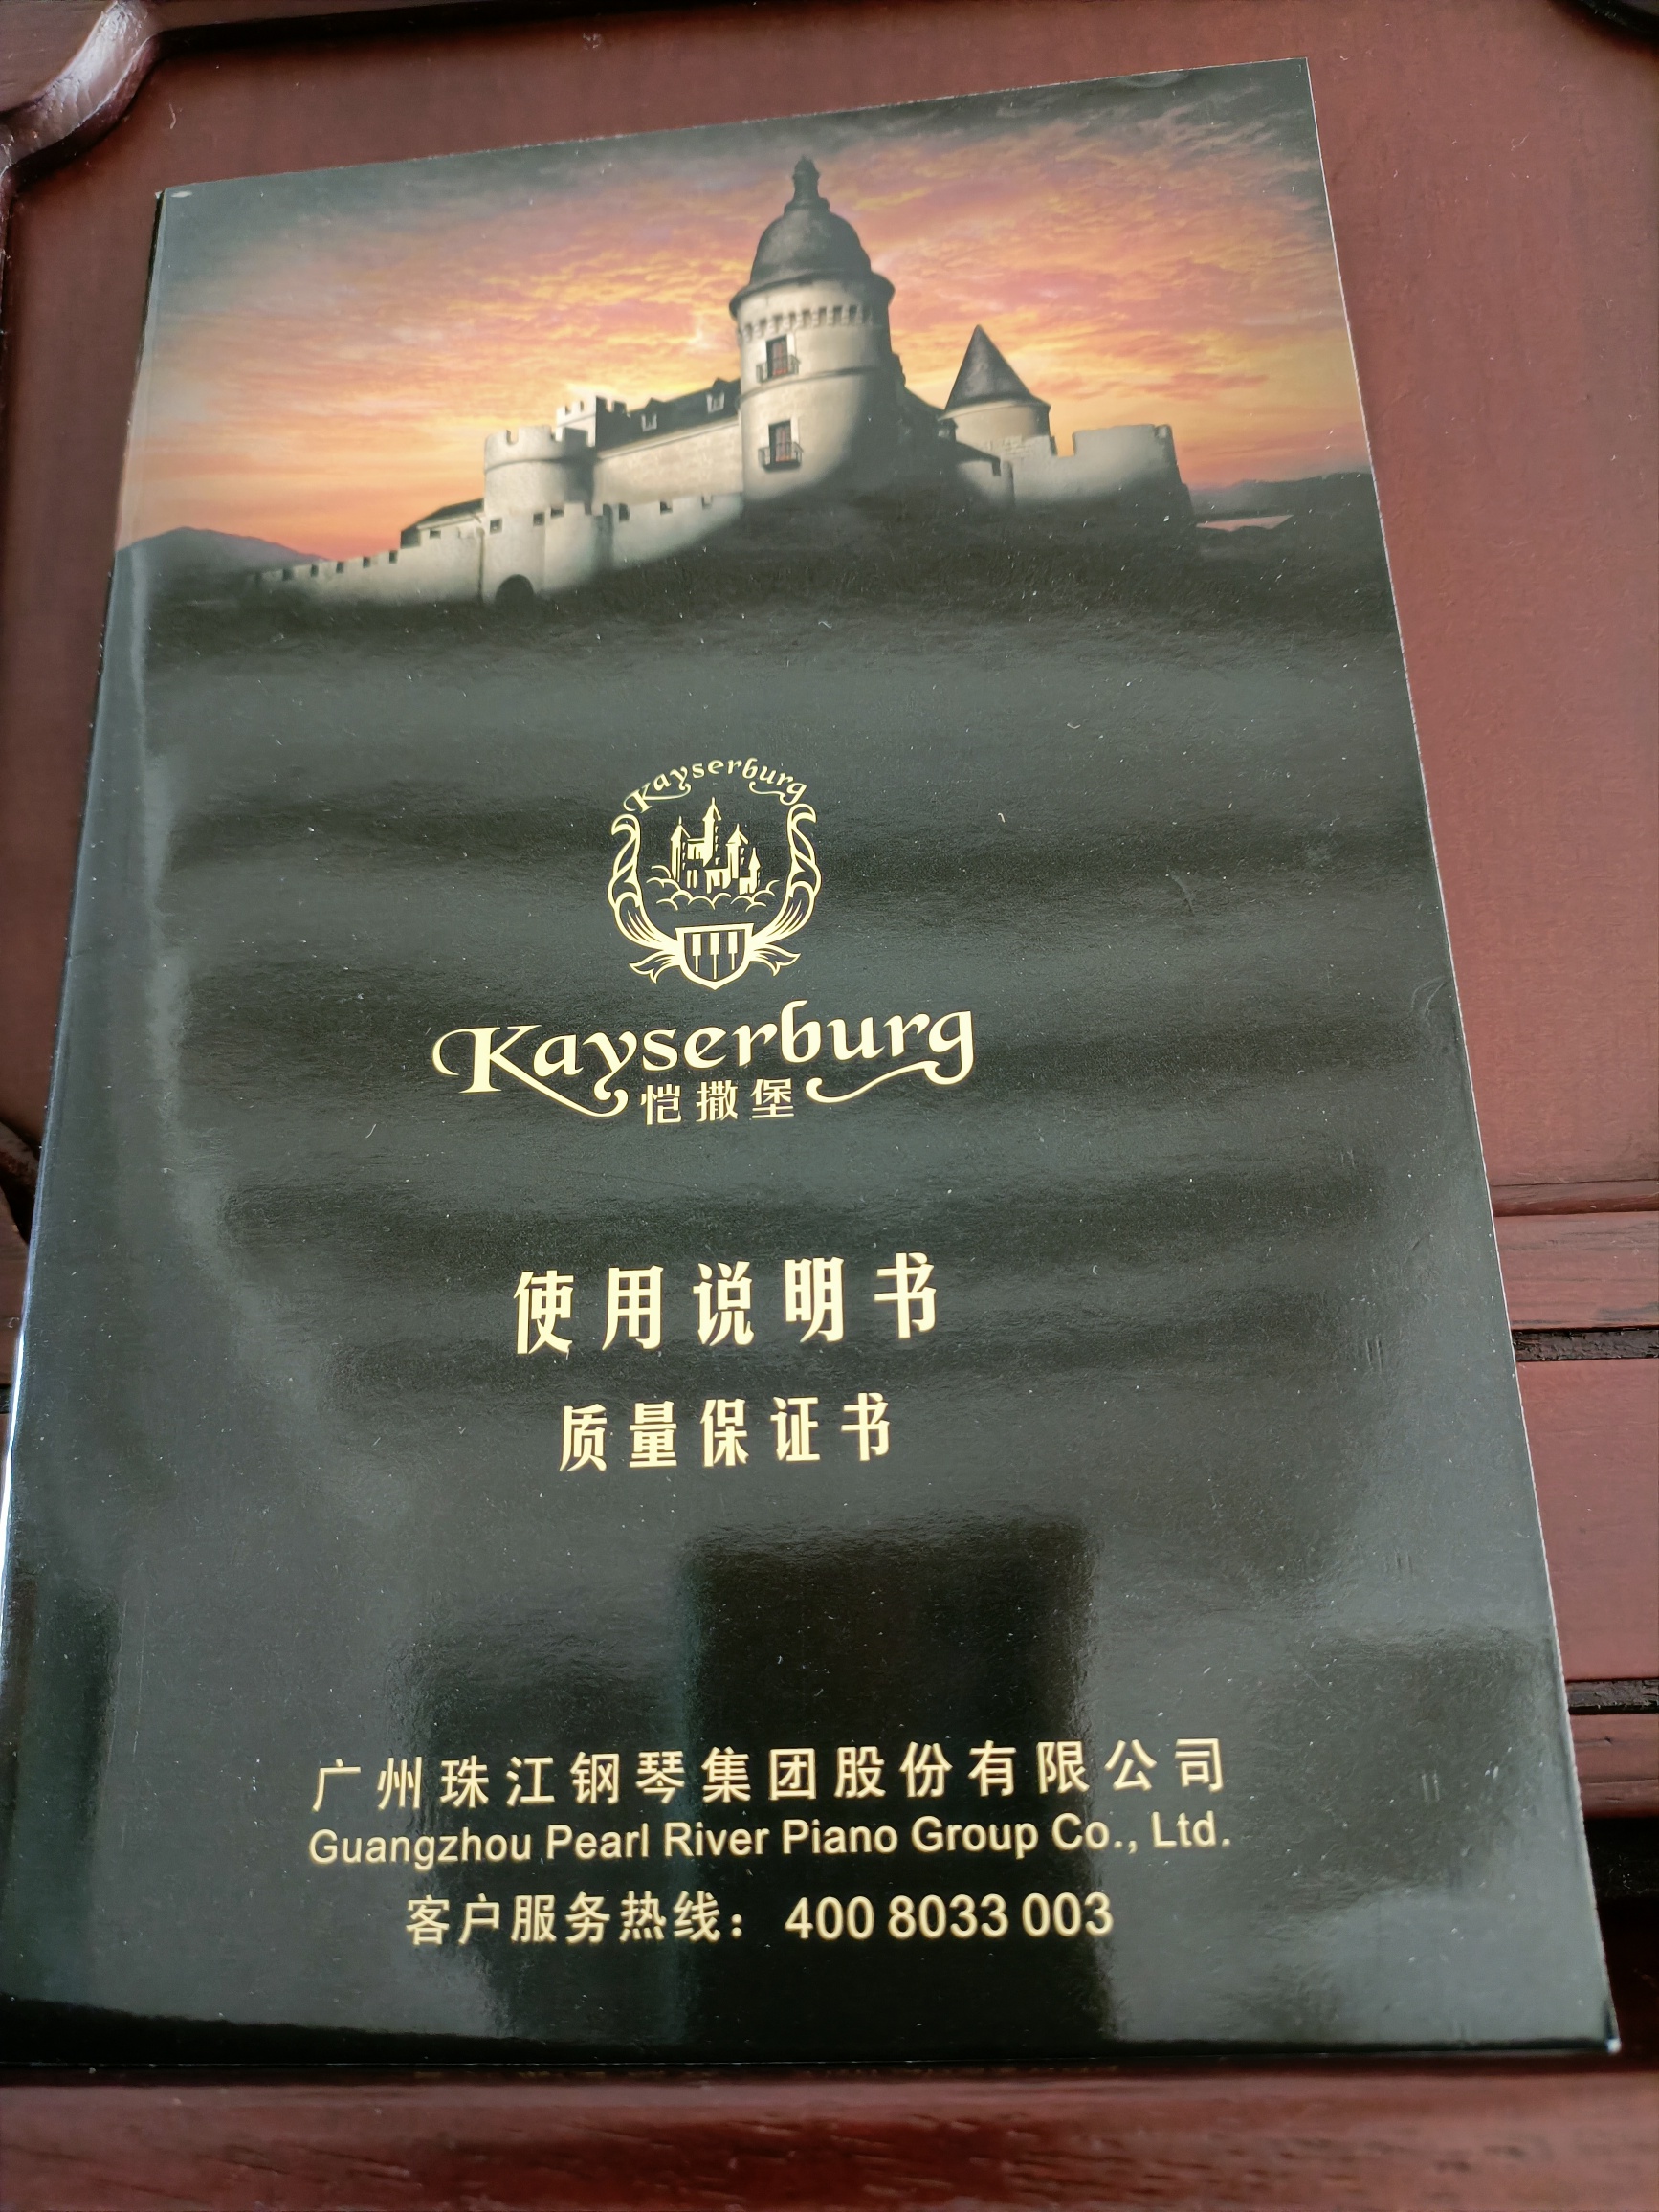 Kayserburg
Kayserburg
恺撒堡
使用说明书
质量保证书
广州珠江钢琴集团股份有限公司
Guangzhou Pearl River Piano Group Co., Ltd.
客户服务热线： 400 8033 003